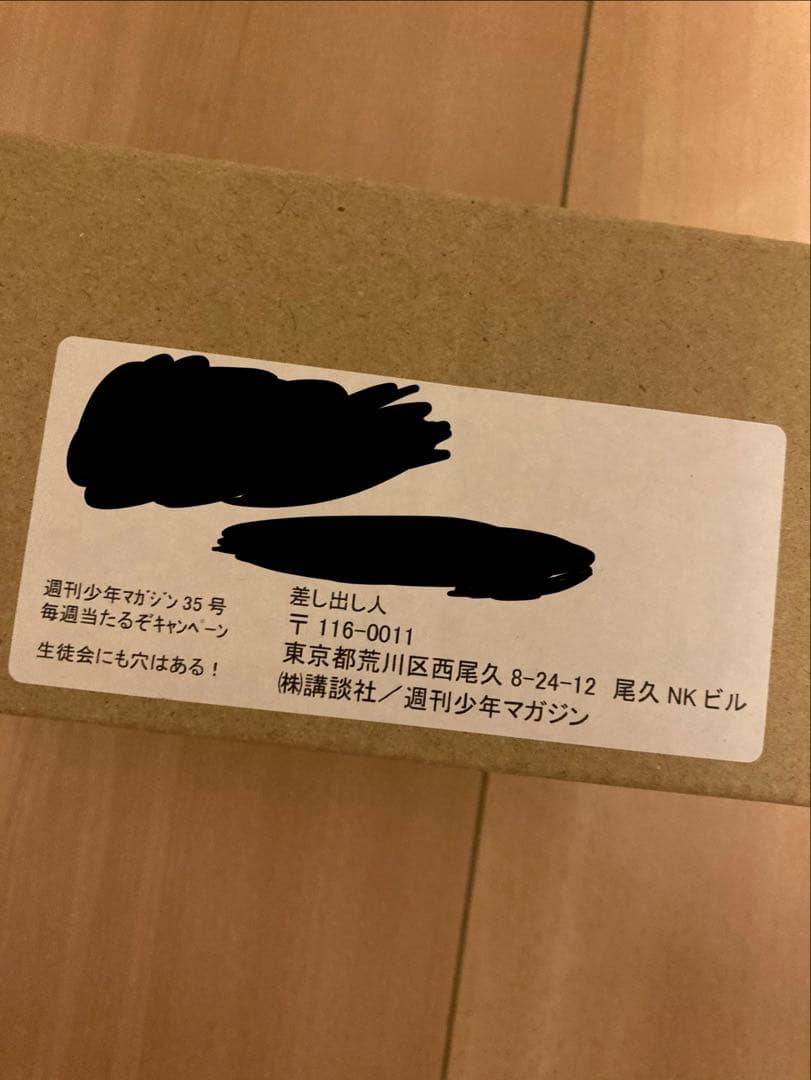 週刊少年ﾏｶﾞｼﾞﾝ 35 号
毎週当たるぞｷｬﾝﾍﾟｰﾝ
生徒会にも穴はある！
差し出し人
〒 116-0011
東京都荒川区西尾久 8-24-12 尾久 NK ビル
㈱講談社／週刊少年マガジン